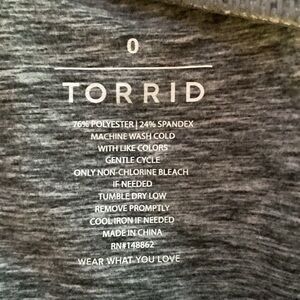 0
TORRID
76% POLYESTER | 24% SPANDEX
MACHINE WASH COLD
WITH LIKE COLORS
GENTLE CYCLE
ONLY NON-CHLORINE BLEACH
IF NEEDED
TUMBLE DRY LOW
REMOVE PROMPTLY
COOL IRON IF NEEDED
MADE IN CHINA
RN#148862
WEAR WHAT YOU LOVE